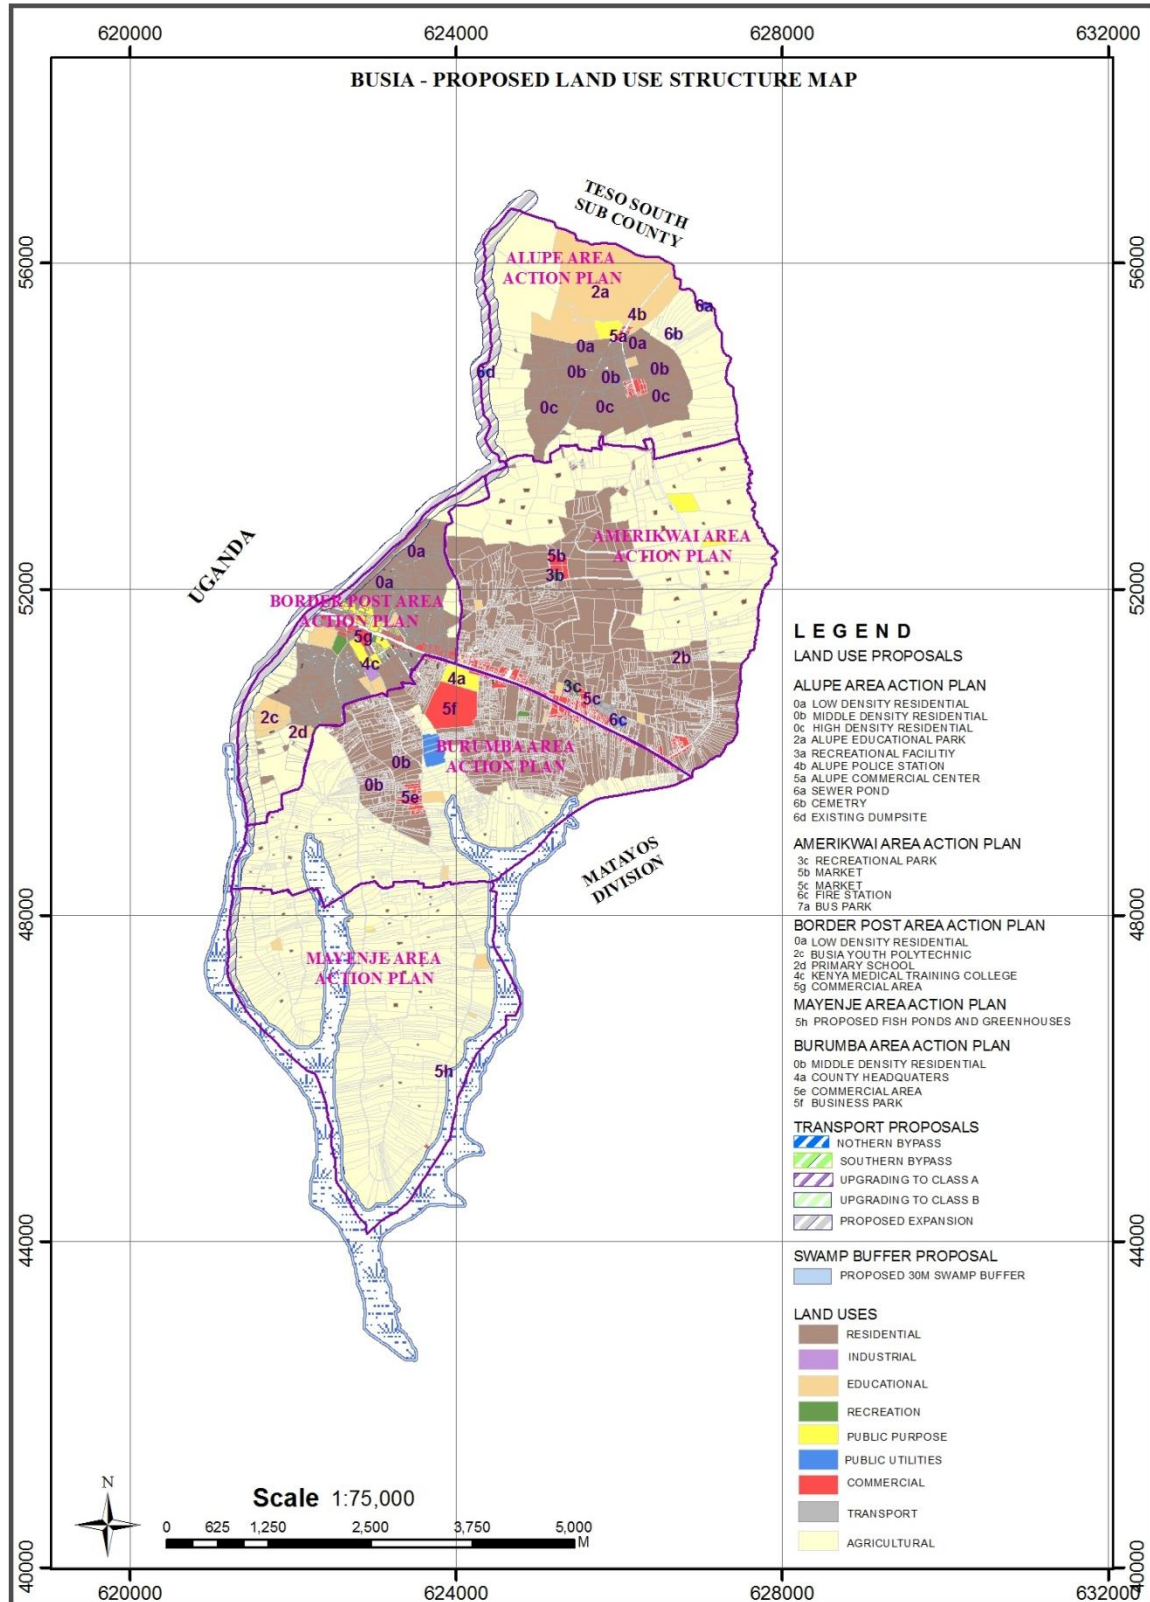 620000 624000 628000 632000
BUSIA - PROPOSED LAND USE STRUCTURE MAP
TESO SOUTH
SUB COUNTY
56000
56000
ALUPE AREA
ACTION PLAN
2a
6a
4b
5a
0a
6b
0a
0b
0b
0b
6d
0c
0c
0c
AMERIKWAI AREA
ACTION PLAN
UGANDA
0a
5b
3b
52000
52000
0a
BORDER POST AREA
ACTION PLAN
5g
4c
2b
4a
3c
5c
5f
6c
2c
2d
BURUMBA AREA
ACTION PLAN
0b
0b
5e
MATAYOS
DIVISION
48000
48000
MAYENJE AREA
ACTION PLAN
5h
44000
44000
LEGEND
LAND USE PROPOSALS
ALUPE AREA ACTION PLAN
0a LOW DENSITY RESIDENTIAL
0b MIDDLE DENSITY RESIDENTIAL
0c HIGH DENSITY RESIDENTIAL
2a ALUPE EDUCATIONAL PARK
3a RECREATIONAL FACILITIY
4b ALUPE POLICE STATION
5a ALUPE COMMERCIAL CENTER
6a SEWER POND
6b CEMETRY
6d EXISTING DUMPSITE
AMERIKWAI AREA ACTION PLAN
3c RECREATIONAL PARK
5b MARKET
5c MARKET
6c FIRE STATION
7a BUS PARK
BORDER POST AREA ACTION PLAN
0a LOW DENSITY RESIDENTIAL
2c BUSIA YOUTH POLYTECHNIC
2d PRIMARY SCHOOL
4c KENYA MEDICAL TRAINING COLLEGE
5g COMMERCIAL AREA
MAYENJE AREA ACTION PLAN
5h PROPOSED FISH PONDS AND GREENHOUSES
BURUMBA AREA ACTION PLAN
0b MIDDLE DENSITY RESIDENTIAL
4a COUNTY HEADQUATERS
5e COMMERCIAL AREA
5f BUSINESS PARK
TRANSPORT PROPOSALS
NOTHERN BYPASS
SOUTHERN BYPASS
UPGRADING TO CLASS A
UPGRADING TO CLASS B
PROPOSED EXPANSION
SWAMP BUFFER PROPOSAL
PROPOSED 30M SWAMP BUFFER
LAND USES
RESIDENTIAL
INDUSTRIAL
EDUCATIONAL
RECREATION
PUBLIC PURPOSE
PUBLIC UTILITIES
COMMERCIAL
TRANSPORT
AGRICULTURAL
N
Scale 1:75,000
0 625 1,250 2,500 3,750 5,000
M
40000
40000
620000 624000 628000 632000